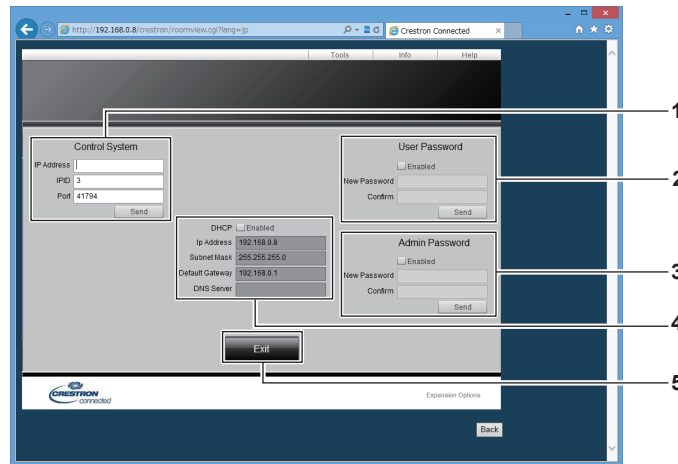 http://192.168.0.8/crestron/roomview.cgi?lang=jp
Crestron Connected
Tools Info Help
1
Control System
IP Address
IPID 3
Port 41794
Send
User Password
Enabled
New Password
Confirm
Send
2
DHCP Enabled
Ip Address 192.168.0.8
Subnet Mask 255.255.255.0
Default Gateway 192.168.0.1
DNS Server
Admin Password
Enabled
New Password
Confirm
Send
3
4
Exit
5
CRESTRON
connected
Expansion Options
Back